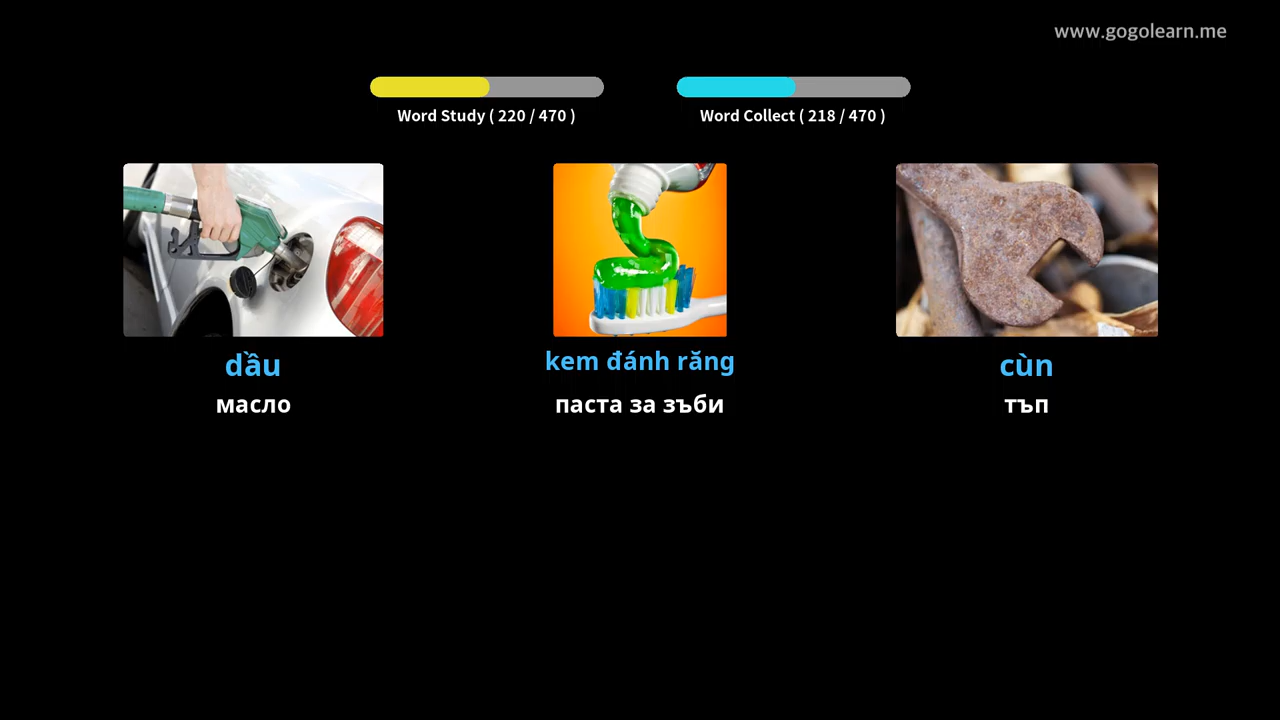 www.gogolearn.me
Word Study ( 220 / 470 )
Word Collect ( 218 / 470 )
dầu
kem đánh răng
cùn
масло
паста за зъби
тъп